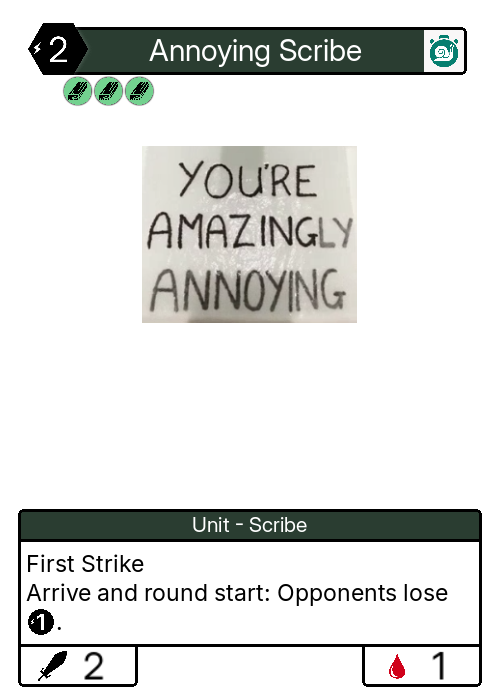 2 Annoying Scribe
YOU'RE
AMAZINGLY
ANNOYING
Unit - Scribe
First Strike
Arrive and round start: Opponents lose
1.
2 1